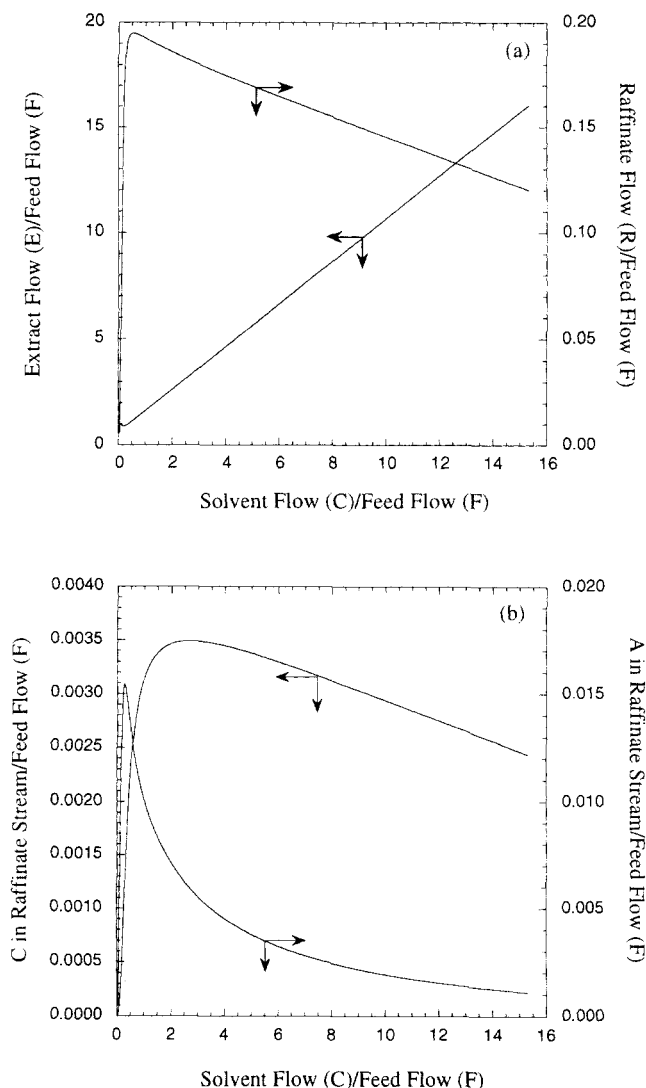 (a)
Extract Flow (E)/Feed Flow (F)
20
15
10
5
0
Raffinate Flow (R)/Feed Flow (F)
0.20
0.15
0.10
0.05
0.00
0 2 4 6 8 10 12 14 16
Solvent Flow (C)/Feed Flow (F)
(b)
C in Raffinate Stream/Feed Flow (F)
0.0040
0.0035
0.0030
0.0025
0.0020
0.0015
0.0010
0.0005
0.0000
A in Raffinate Stream/Feed Flow (F)
0.020
0.015
0.010
0.005
0.000
0 2 4 6 8 10 12 14 16
Solvent Flow (C)/Feed Flow (F)